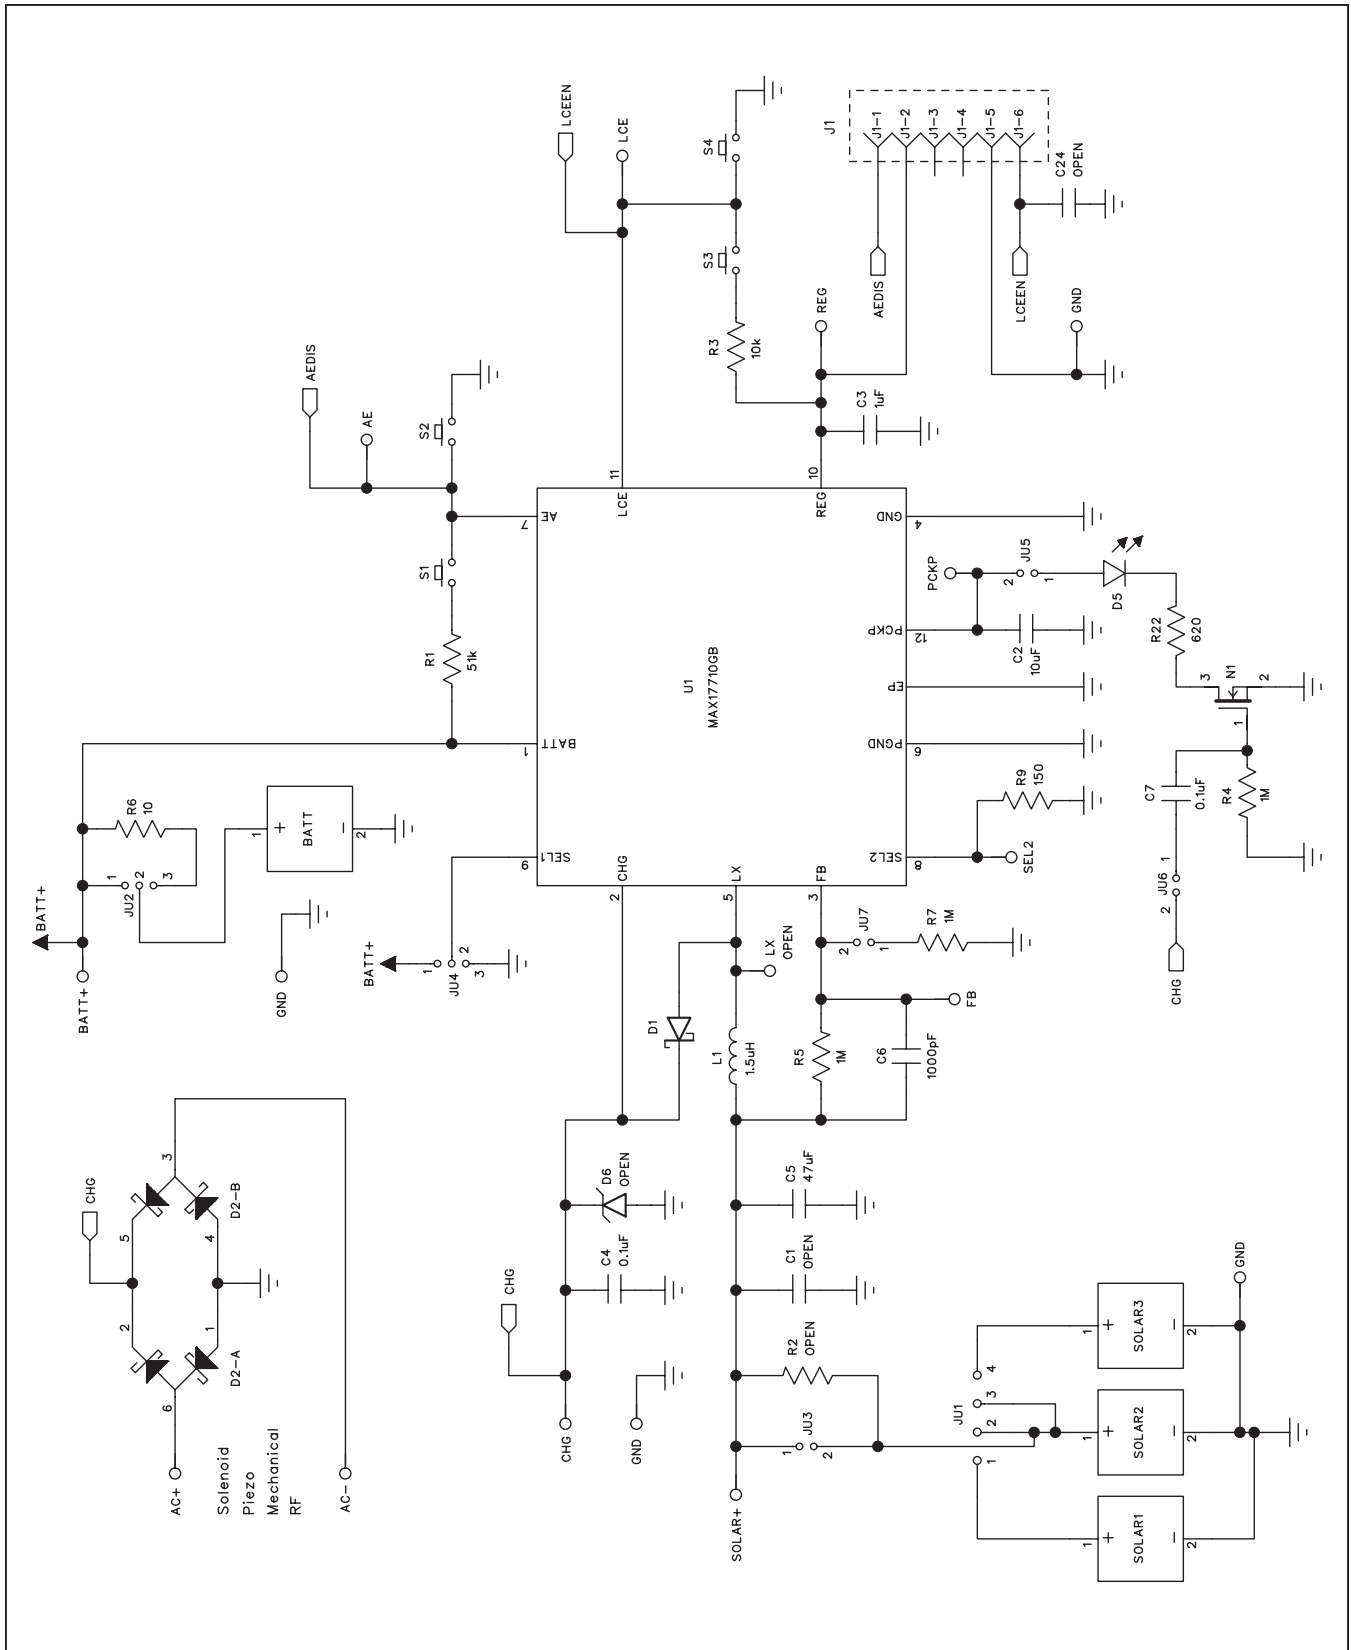 AC+
Solenoid
Piezo
Mechanical
RF
AC-
6
D2-A
2
1
CHG
5
4
D2-B
3
BATT+
BATT+
JU2
1
2
3
R6
10
GND
1
+
BATT
-
2
BATT+
JU4
1
2
3
R1
51k
S1
S2
AE
AEDIS
U1
MAX17710GB
BATT
1
SEL1
9
AE
7
CHG
2
LX
5
FB
3
LCE
11
REG
10
SEL2
8
PGND
6
EP
PCKP
12
GND
4
LCEEN
LCE
S4
S3
R3
10k
REG
C3
1uF
J1
J1-1
J1-2
J1-3
J1-4
J1-5
J1-6
AEDIS
LCEEN
GND
C24
OPEN
CHG
CHG
GND
C4
0.1uF
D6
OPEN
D1
L1
1.5uH
LX
OPEN
SOLAR+
JU3
1
2
R2
OPEN
C1
OPEN
C5
47uF
R5
1M
C6
1000pF
FB
JU7
2
1
R7
1M
SEL2
R9
150
C2
10uF
PCKP
JU5
2
1
D5
R22
620
N1
3
1
2
C7
0.1uF
R4
1M
JU6
2
1
CHG
JU1
1
2
3
4
1
+
SOLAR1
-
2
1
+
SOLAR2
-
2
1
+
SOLAR3
-
2
GND